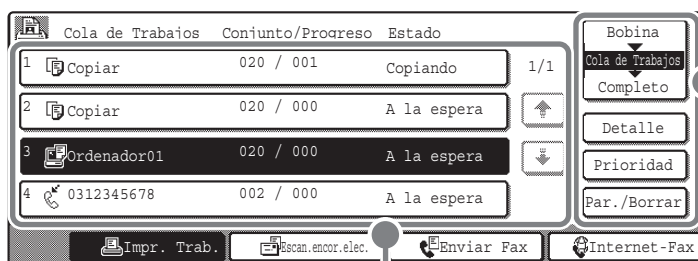 Cola de Trabajos Conjunto/Progreso Estado
1 Copiar 020 / 001 Copiando
2 Copiar 020 / 000 A la espera
3 Ordenador01 020 / 000 A la espera
4 0312345678 002 / 000 A la espera
1/1
Bobina
Cola de Trabajos
Completo
Detalle
Prioridad
Par./Borrar
Impr. Trab. Escan.encor.elec. Enviar Fax Internet-Fax